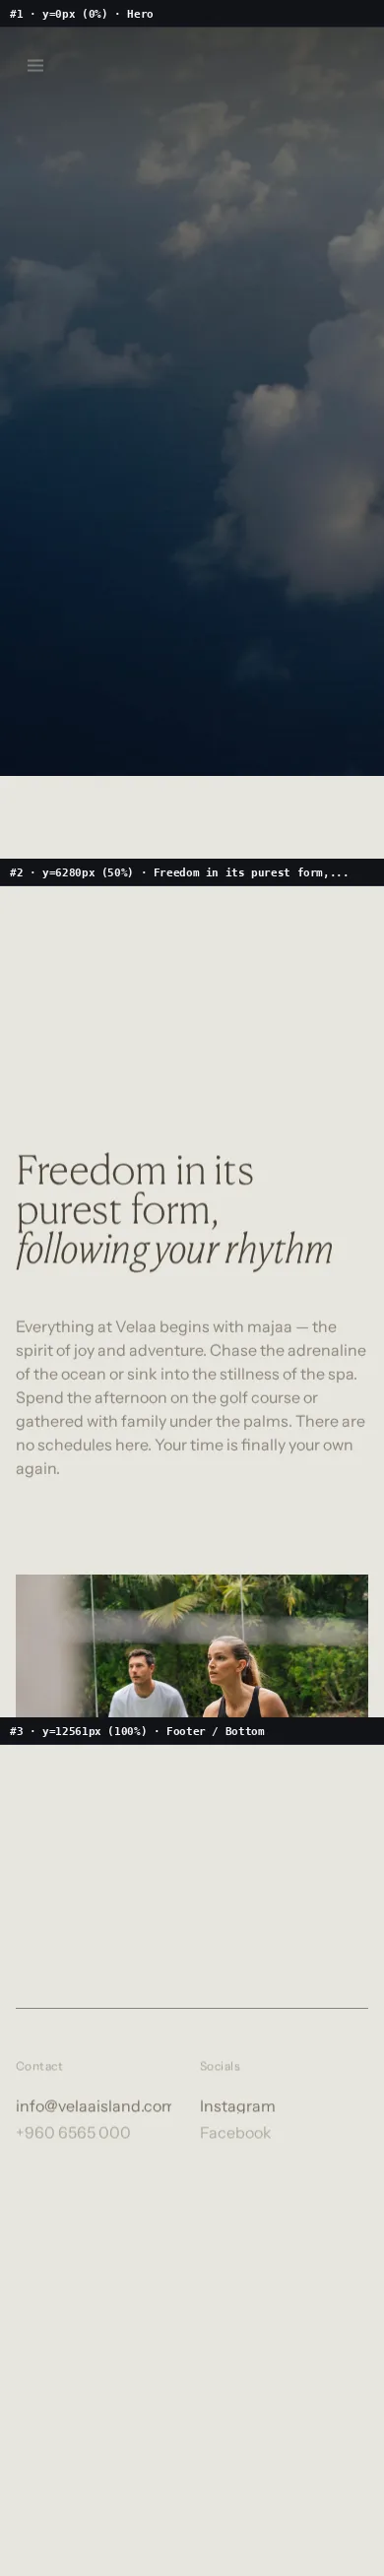 #1 · y=0px (0%) · Hero
#2 · y=6280px (50%) · Freedom in its purest form,...
Freedom in its
purest form,
following your rhythm
Everything at Velaa begins with majaa — the
spirit of joy and adventure. Chase the adrenaline
of the ocean or sink into the stillness of the spa.
Spend the afternoon on the golf course or
gathered with family under the palms. There are
no schedules here. Your time is finally your own
again.
#3 · y=12561px (100%) · Footer / Bottom
Contact
Socials
info@velaaisland.com
Instagram
+960 6565 000
Facebook